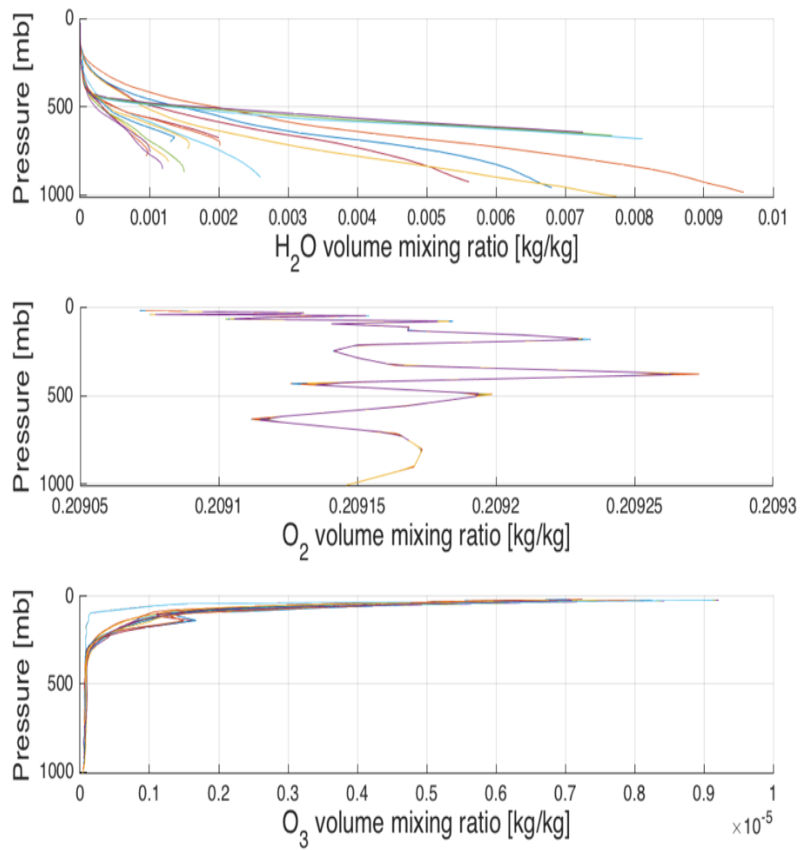 0
500
1000
Pressure [mb]
0 0.001 0.002 0.003 0.004 0.005 0.006 0.007 0.008 0.009 0.01
H2O volume mixing ratio [kg/kg]
0
500
1000
Pressure [mb]
0.20905 0.2091 0.20915 0.2092 0.20925 0.2093
O2 volume mixing ratio [kg/kg]
0
500
1000
Pressure [mb]
0 0.1 0.2 0.3 0.4 0.5 0.6 0.7 0.8 0.9 1
×10-5
O3 volume mixing ratio [kg/kg]